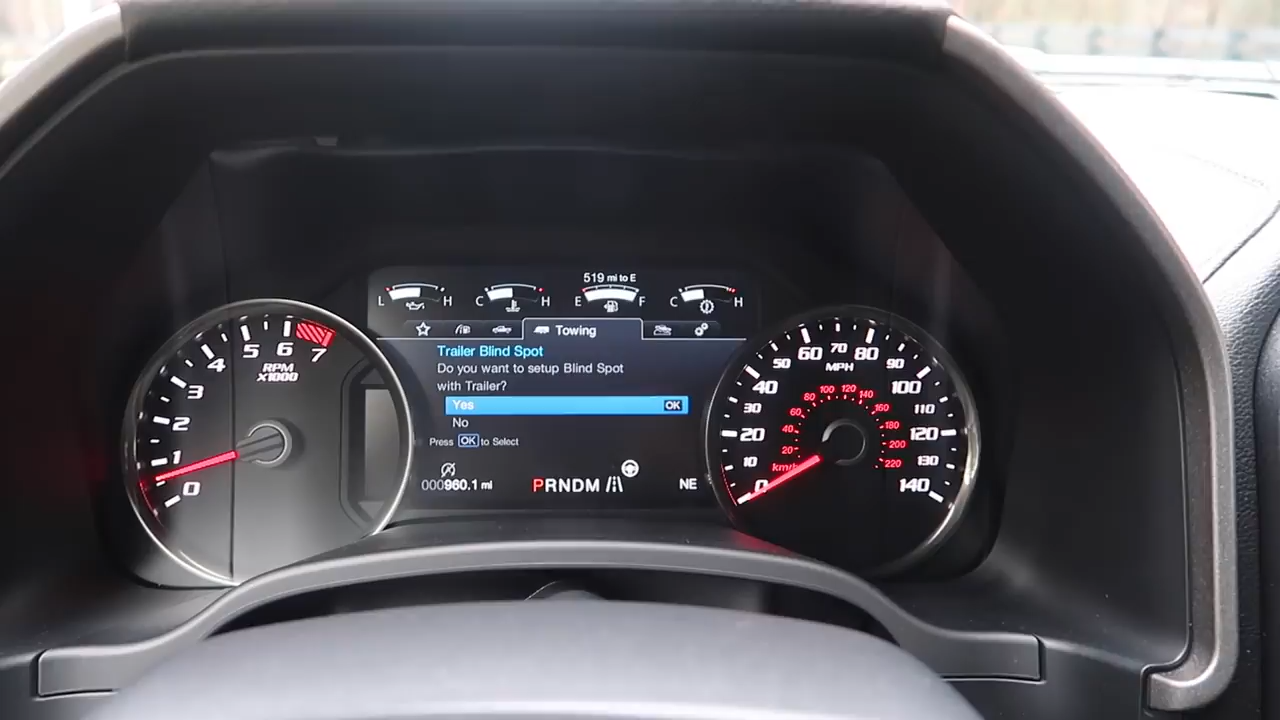 519 mi to E
L H C H E F C H
Towing
Trailer Blind Spot
Do you want to setup Blind Spot
with Trailer?
Yes OK
No
Press OK to Select
000960.1 mi PRNDM NE
0 1 2 3 4 5 6 7
RPM
X1000
0 10 20 30 40 50 60 70 80 90 100 110 120 130 140
MPH
20 40 60 80 100 120 140 160 180 200 220
km/h